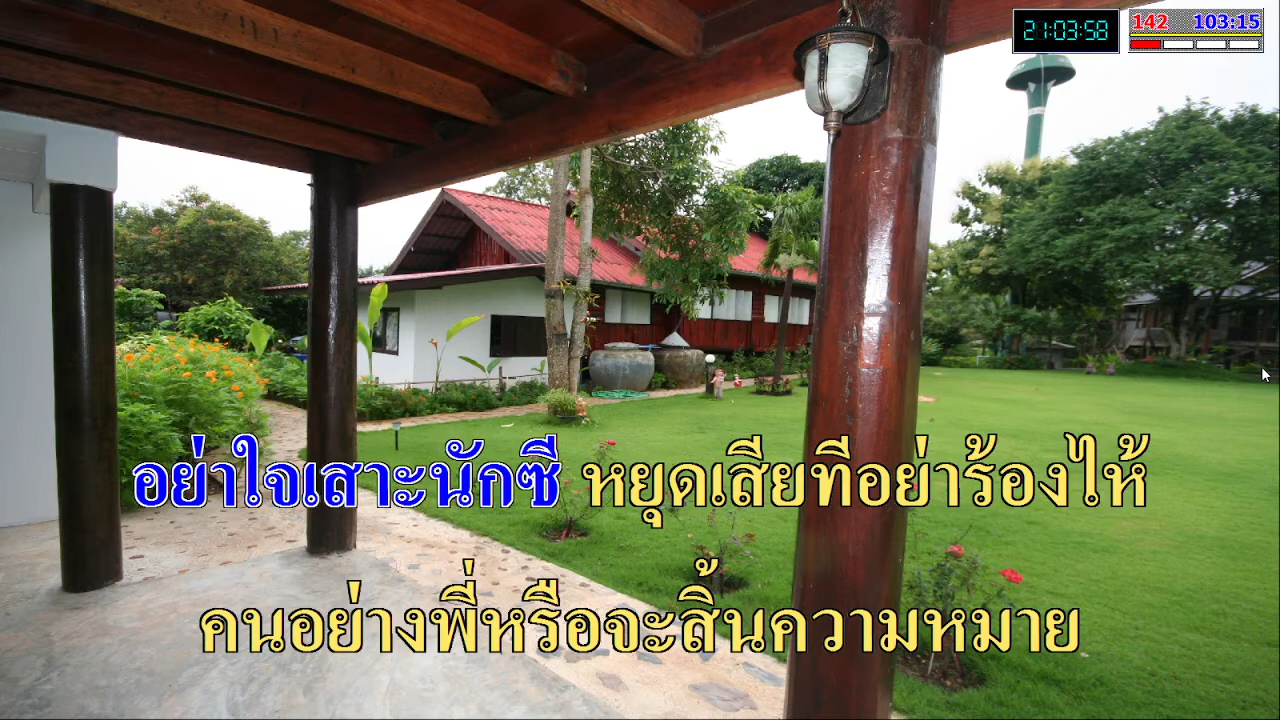 21:03:58
142 103:15
อย่าใจเสาะนักซี หยุดเสียทีอย่าร้องไห้
คนอย่างพี่หรือจะสิ้นความหมาย